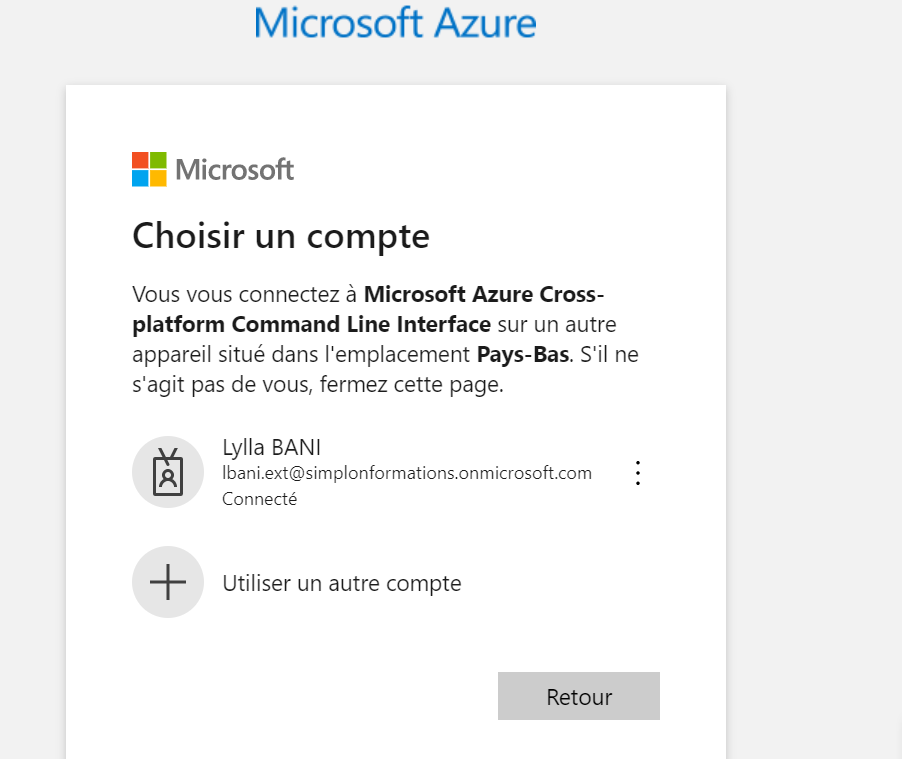 Microsoft Azure
Microsoft
Choisir un compte
Vous vous connectez à Microsoft Azure Cross-
platform Command Line Interface sur un autre
appareil situé dans l'emplacement Pays-Bas. S'il ne
s'agit pas de vous, fermez cette page.
Lylla BANI
lbani.ext@simplonformations.onmicrosoft.com
Connecté
Utiliser un autre compte
Retour